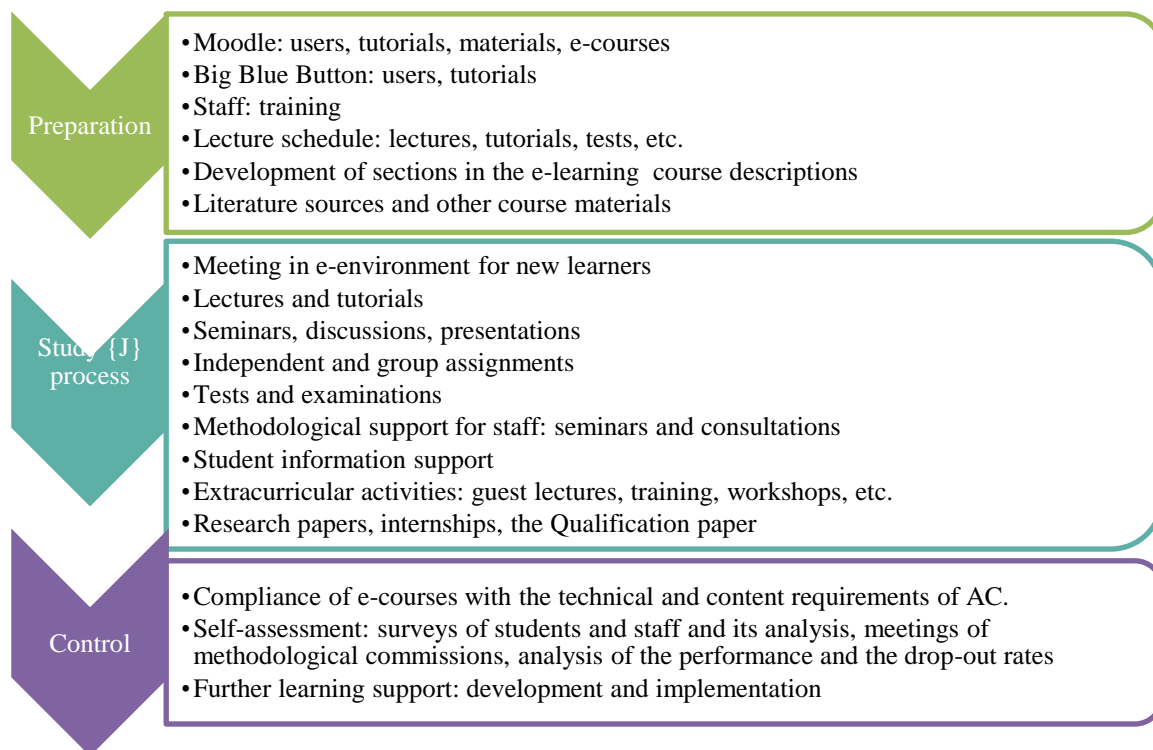 Preparation
•Moodle: users, tutorials, materials, e-courses
•Big Blue Button: users, tutorials
•Staff: training
•Lecture schedule: lectures, tutorials, tests, etc.
•Development of sections in the e-learning course descriptions
•Literature sources and other course materials
Study {J}
process
•Meeting in e-environment for new learners
•Lectures and tutorials
•Seminars, discussions, presentations
•Independent and group assignments
•Tests and examinations
•Methodological support for staff: seminars and consultations
•Student information support
•Extracurricular activities: guest lectures, training, workshops, etc.
•Research papers, internships, the Qualification paper
Control
•Compliance of e-courses with the technical and content requirements of AC.
•Self-assessment: surveys of students and staff and its analysis, meetings of
methodological commissions, analysis of the performance and the drop-out rates
•Further learning support: development and implementation